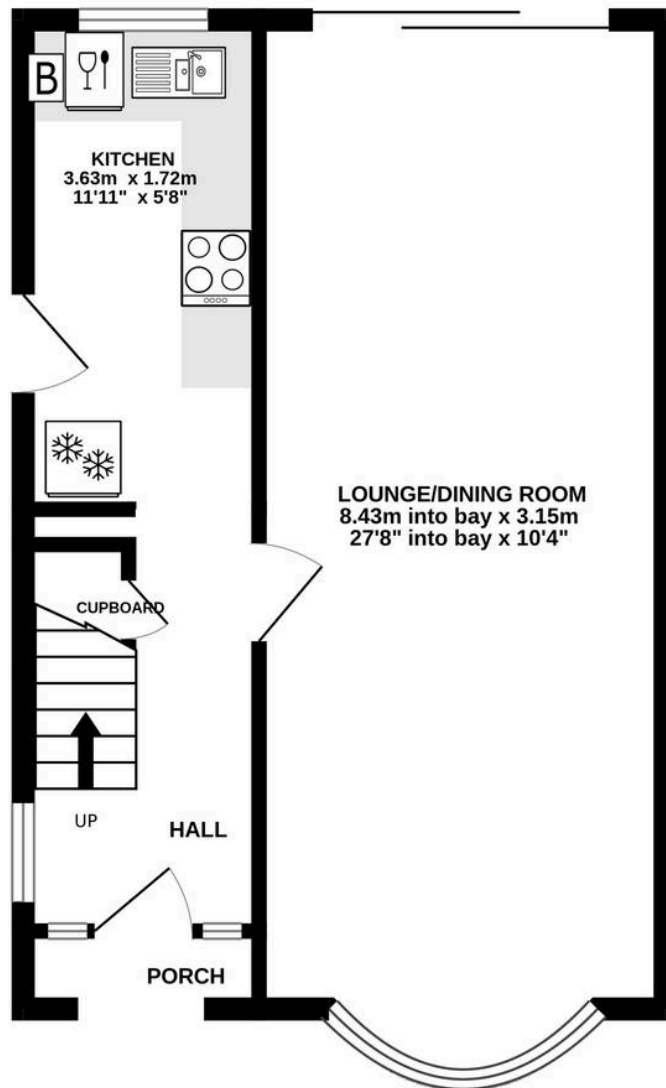 B
KITCHEN
3.63m x 1.72m
11'11" x 5'8"
LOUNGE/DINING ROOM
8.43m into bay x 3.15m
27'8" into bay x 10'4"
CUPBOARD
UP
HALL
PORCH